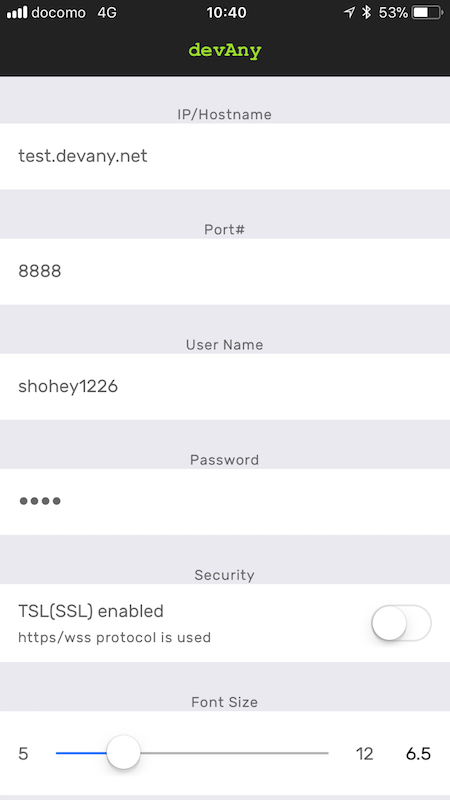 docomo 4G 10:40 53%
devAny
IP/Hostname
test.devany.net
Port#
8888
User Name
shohey1226
Password
••••
Security
TSL(SSL) enabled
https/wss protocol is used
Font Size
5 12 6.5